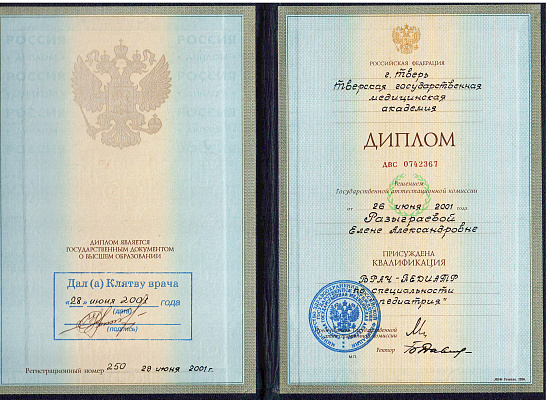 ДИПЛОМ ЯВЛЯЕТСЯ
ГОСУДАРСТВЕННЫМ ДОКУМЕНТОМ
О ВЫСШЕМ ОБРАЗОВАНИИ
Дал (а) Клятву врача
«28» июня 2001 года
(дата)
(подпись)
Регистрационный номер 250 28 июня 2001 г.
РОССИЙСКАЯ ФЕДЕРАЦИЯ
г. Тверь
Тверская государственная
медицинская
академия
ДИПЛОМ
ДВС 0742367
Решением
Государственной аттестационной комиссии
от 26 июня 2001 года
Разыграевой
Елене Александровне
ПРИСУЖДЕНА
КВАЛИФИКАЦИЯ
ВРАЧ-ПЕДИАТР
"по специальности
"педиатрия"
комиссии
Ректор
М.П.